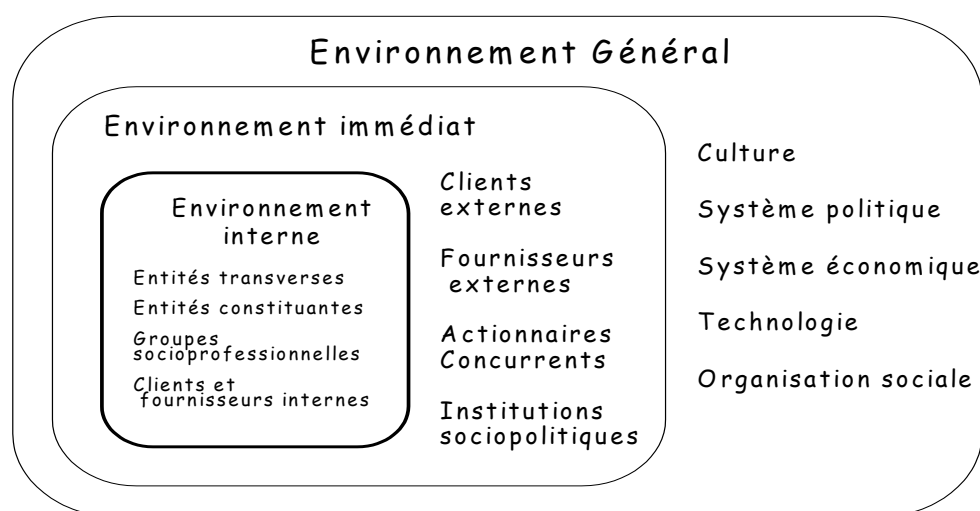 Environnement Général
Environnement immédiat
Environnement
interne
Entités transverses
Entités constituantes
Groupes
socioprofessionnelles
Clients et
fournisseurs internes
Clients
externes
Fournisseurs
externes
Actionnaires
Concurrents
Institutions
sociopolitiques
Culture
Système politique
Système économique
Technologie
Organisation sociale